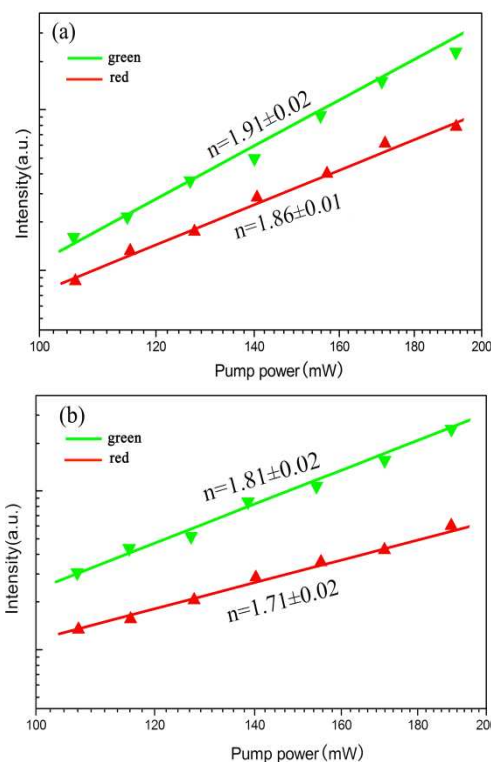 (a)
green
red
n=1.91±0.02
n=1.86±0.01
Intensity(a.u.)
100 120 140 160 180 200
Pump power(mW)
(b)
green
red
n=1.81±0.02
n=1.71±0.02
Intensity(a.u.)
100 120 140 160 180 200
Pump power(mW)